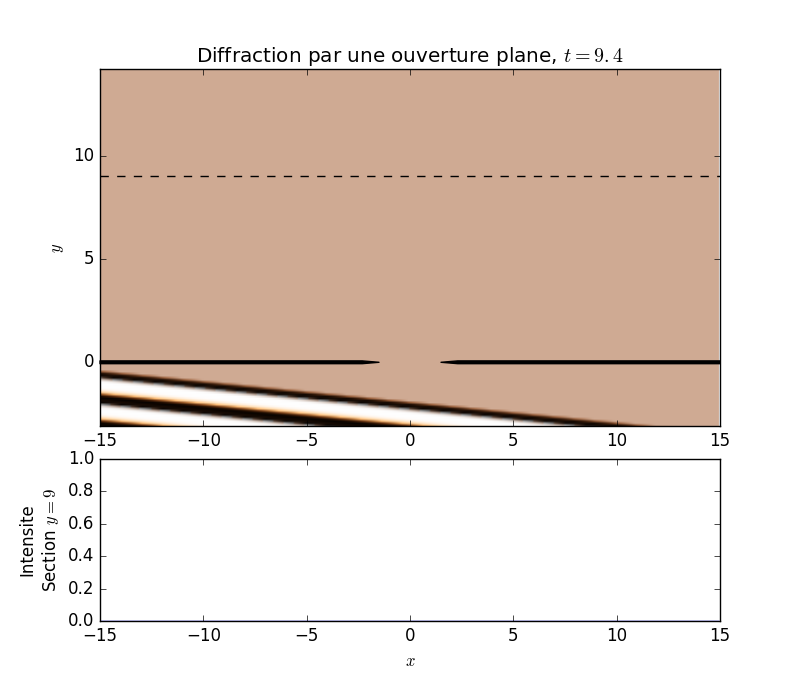 Diffraction par une ouverture plane, t = 9.4
10
5
0
y
−15 −10 −5 0 5 10 15
1.0
0.8
0.6
0.4
0.2
0.0
Intensite
Section y = 9
−15 −10 −5 0 5 10 15
x